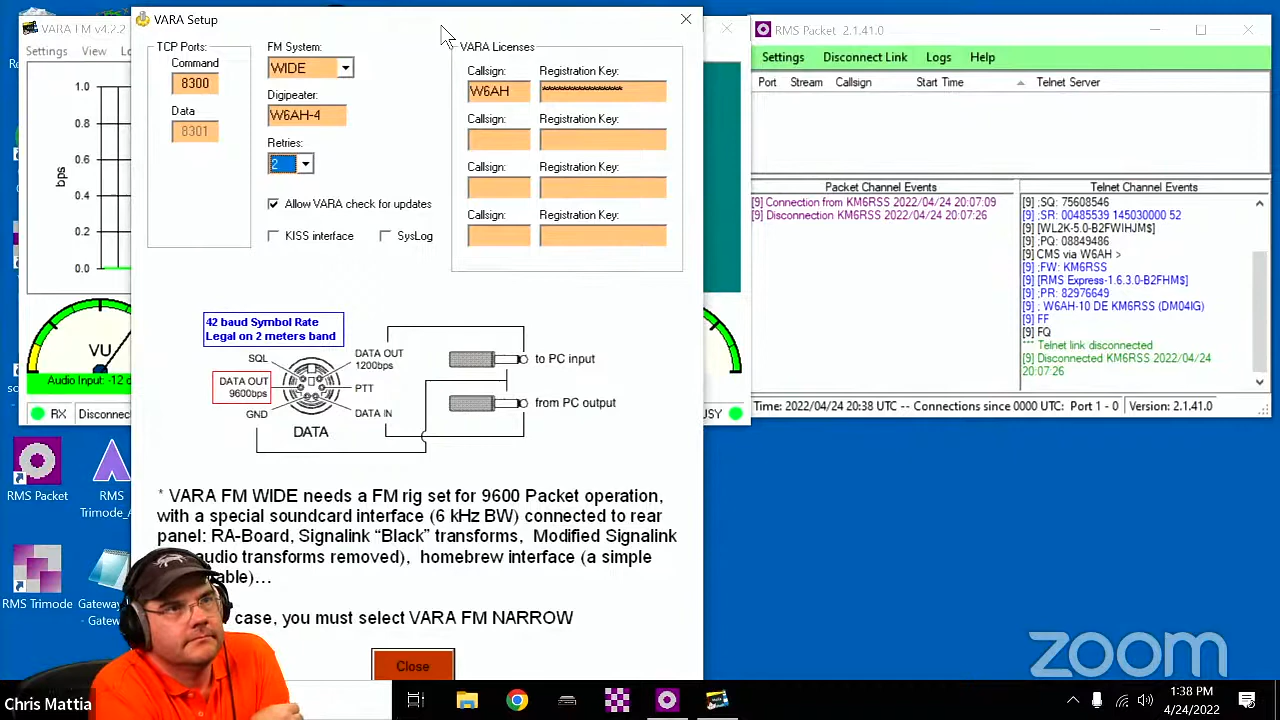 VARA FM v4.2.2
Settings View
bps
1.0
0.8
0.6
0.4
0.2
0.0
VU
Audio Input: -12 d
RX Disconnec
USY
VARA Setup
TCP Ports:
Command
8300
Data
8301
FM System:
WIDE
Digipeater:
W6AH-4
Retries:
2
Allow VARA check for updates
KISS interface SysLog
VARA Licenses
Callsign: Registration Key:
W6AH ****************
Callsign: Registration Key:
Callsign: Registration Key:
Callsign: Registration Key:
42 baud Symbol Rate
Legal on 2 meters band
SQL
DATA OUT
9600bps
GND
DATA OUT
1200bps
PTT
DATA IN
DATA
to PC input
from PC output
* VARA FM WIDE needs a FM rig set for 9600 Packet operation,
with a special soundcard interface (6 kHz BW) connected to rear
panel: RA-Board, Signalink “Black” transforms, Modified Signalink
audio transforms removed), homebrew interface (a simple
able)…
case, you must select VARA FM NARROW
Close
RMS Packet 2.1.41.0
Settings Disconnect Link Logs Help
Port Stream Callsign Start Time Telnet Server
Packet Channel Events
[9] Connection from KM6RSS 2022/04/24 20:07:09
[9] Disconnection KM6RSS 2022/04/24 20:07:26
Telnet Channel Events
[9] ;SQ: 75608546
[9] ;SR: 00485539 145030000 52
[9] [WL2K-5.0-B2FWIHJM$]
[9] ;PQ: 08849486
[9] CMS via W6AH >
[9] ;FW: KM6RSS
[9] [RMS Express-1.6.3.0-B2FHM$]
[9] ;PR: 82976649
[9] ; W6AH-10 DE KM6RSS (DM04IG)
[9] FF
[9] FQ
*** Telnet link disconnected
[9] Disconnected KM6RSS 2022/04/24
20:07:26
Time: 2022/04/24 20:38 UTC -- Connections since 0000 UTC: Port 1 - 0 Version: 2.1.41.0
RMS Packet
RMS
Trimode_A
RMS Trimode
Gateway
Gatew
zoom
Chris Mattia
:38 PM
4/24/2022